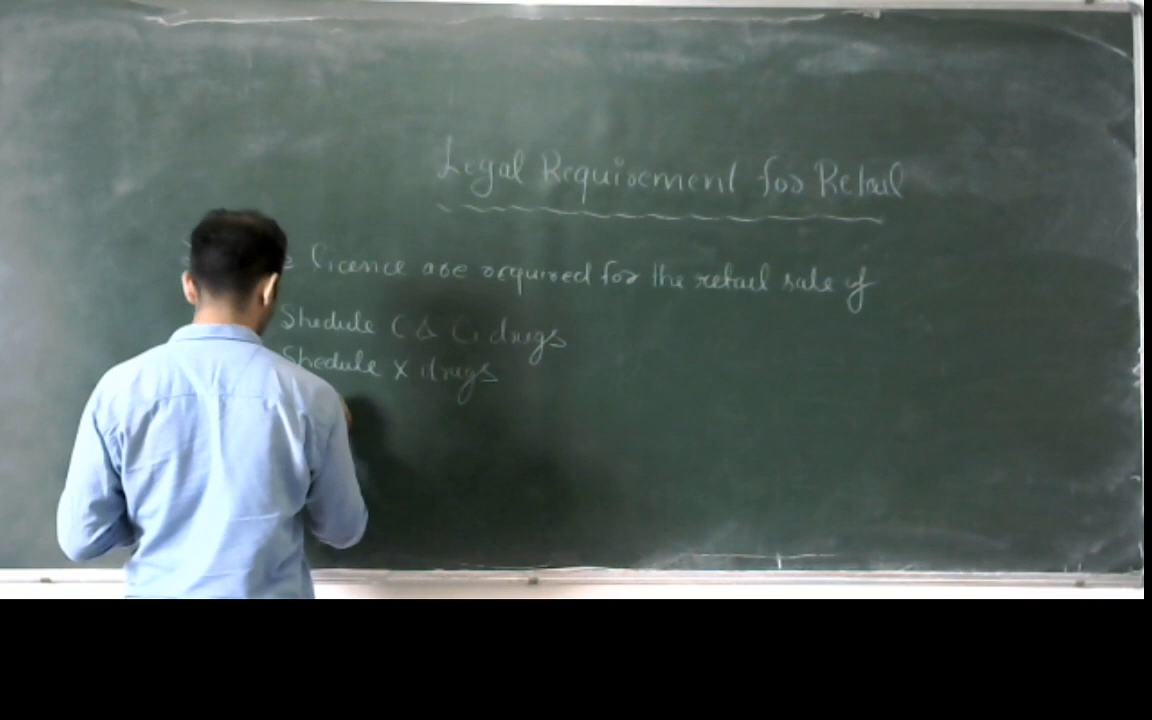 Legal Requirement for Retail
Licence are required for the retail sale of
Shedule C & C1 drugs
Shedule X drugs